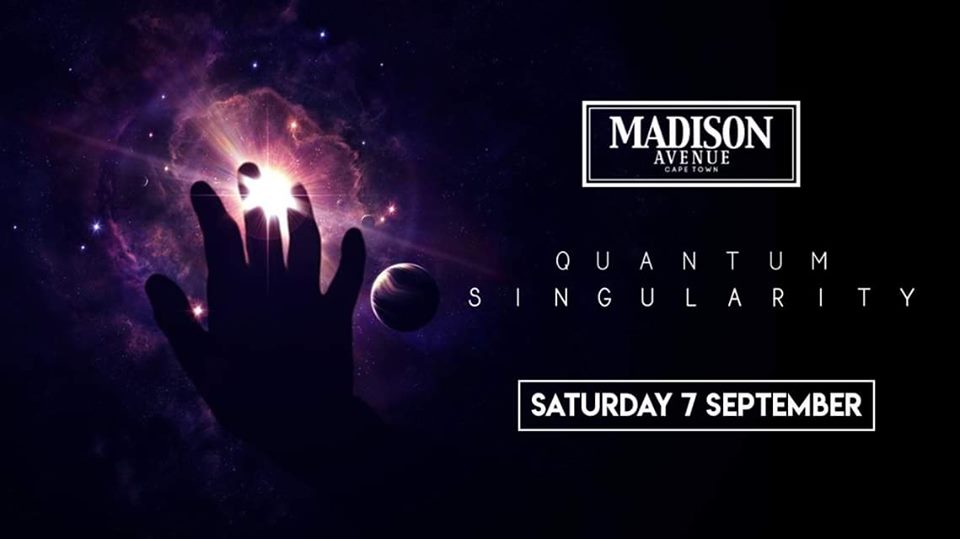 MADISON
AVENUE
CAPE TOWN
QUANTUM
SINGULARITY
SATURDAY 7 SEPTEMBER